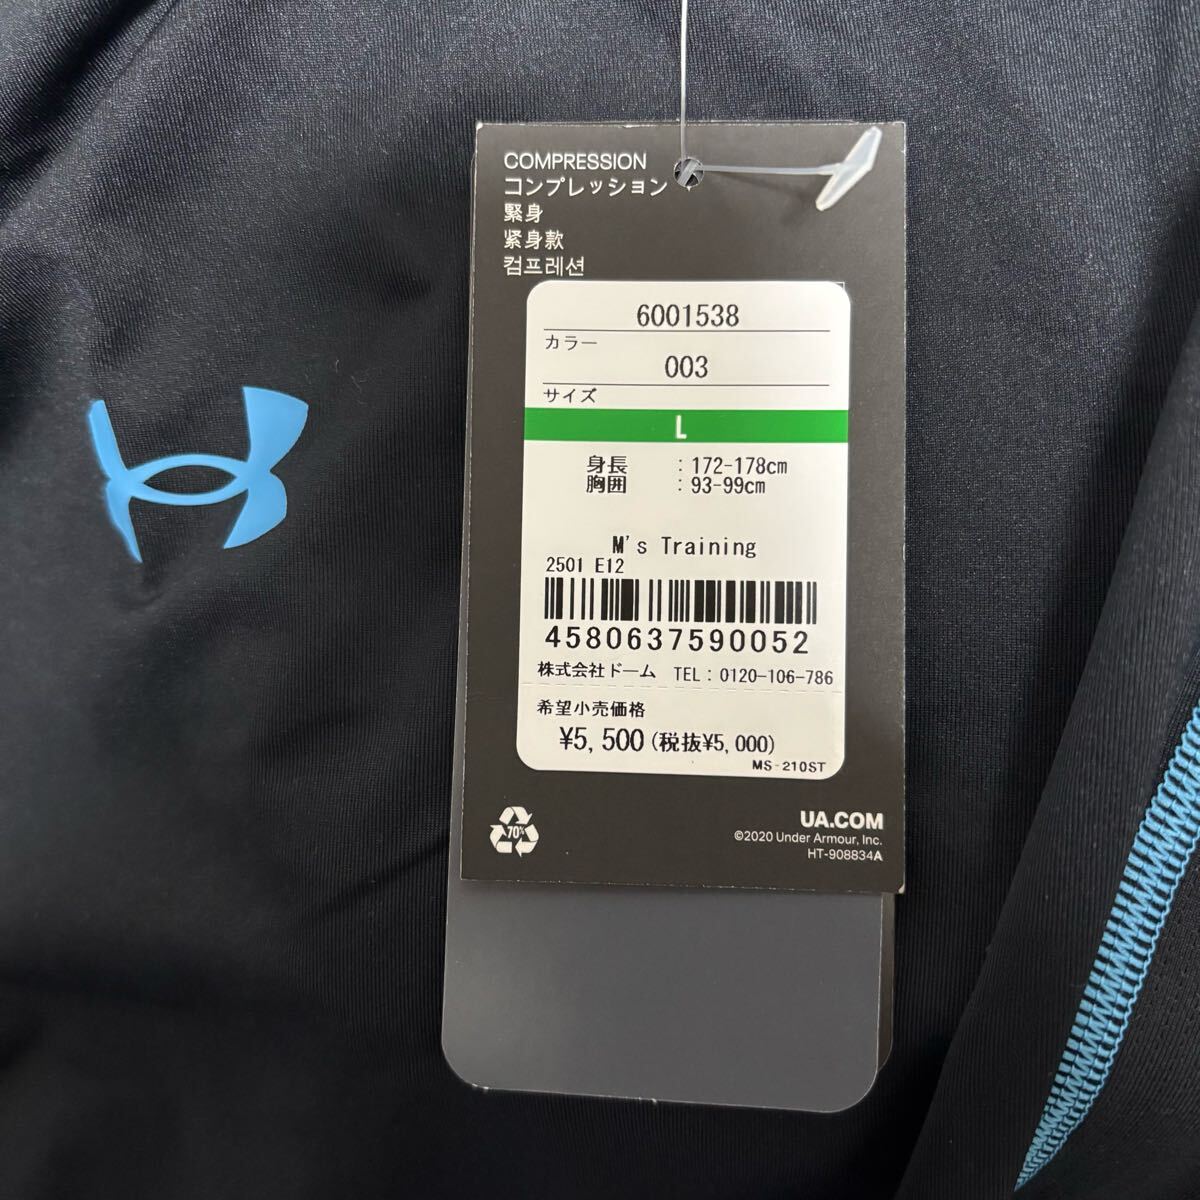 COMPRESSION
コンプレッション
緊身
紧身款
컴프레션
6001538
カラー
003
サイズ
L
身長 : 172-178cm
胸囲 : 93-99cm
M's Training
2501 E12
4580637590052
株式会社ドーム TEL : 0120-106-786
希望小売価格
¥5,500 (税抜¥5,000)
MS-210ST
70%
UA.COM
©2020 Under Armour, Inc.
HT-908834A